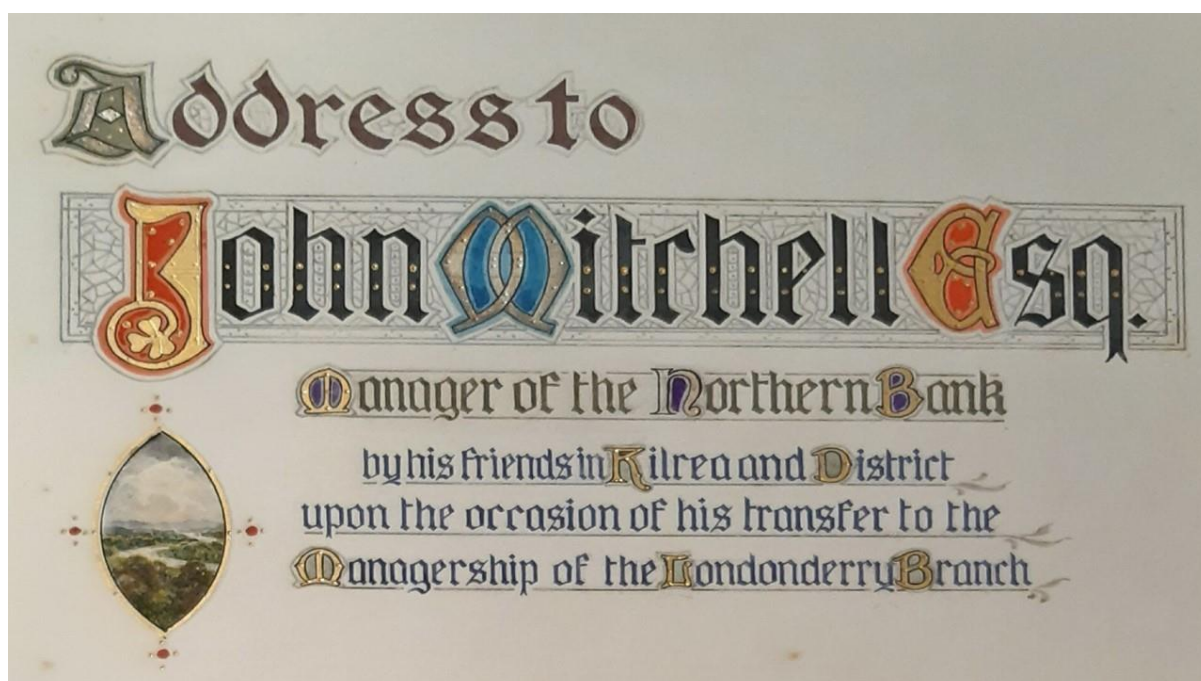 Address to
John Mitchell Esq.
Manager of the Northern Bank
by his friends in Kilrea and District
upon the occasion of his transfer to the
Managership of the Londonderry Branch